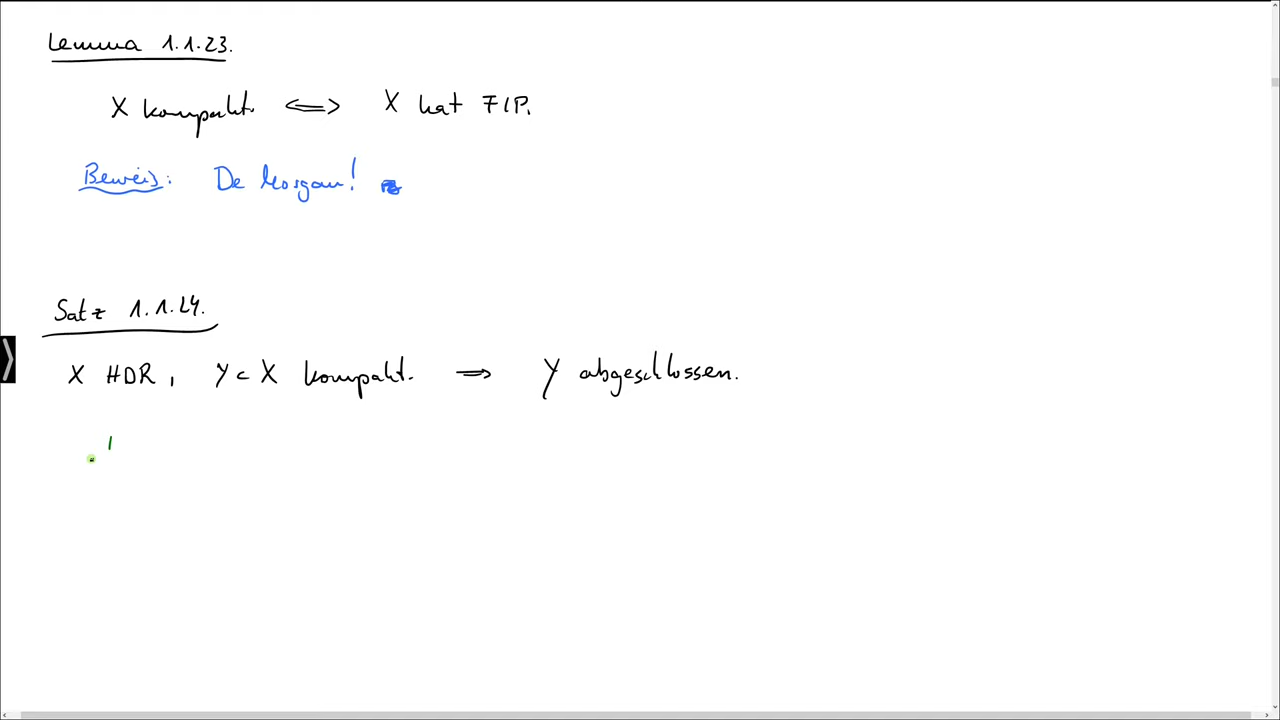 Lemma 1.1.23.
X kompakt. ⟺ X hat FIP.
Beweis: De Morgan!
Satz 1.1.24.
X HDR, Y ⊂ X kompakt. ⟹ Y abgeschlossen.